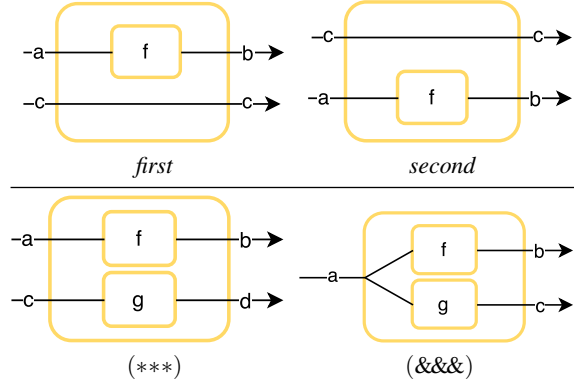 a f b
c c
first
c c
a f b
second
a f b
c g d
(∗∗∗)
a f b
g c
(&&&)